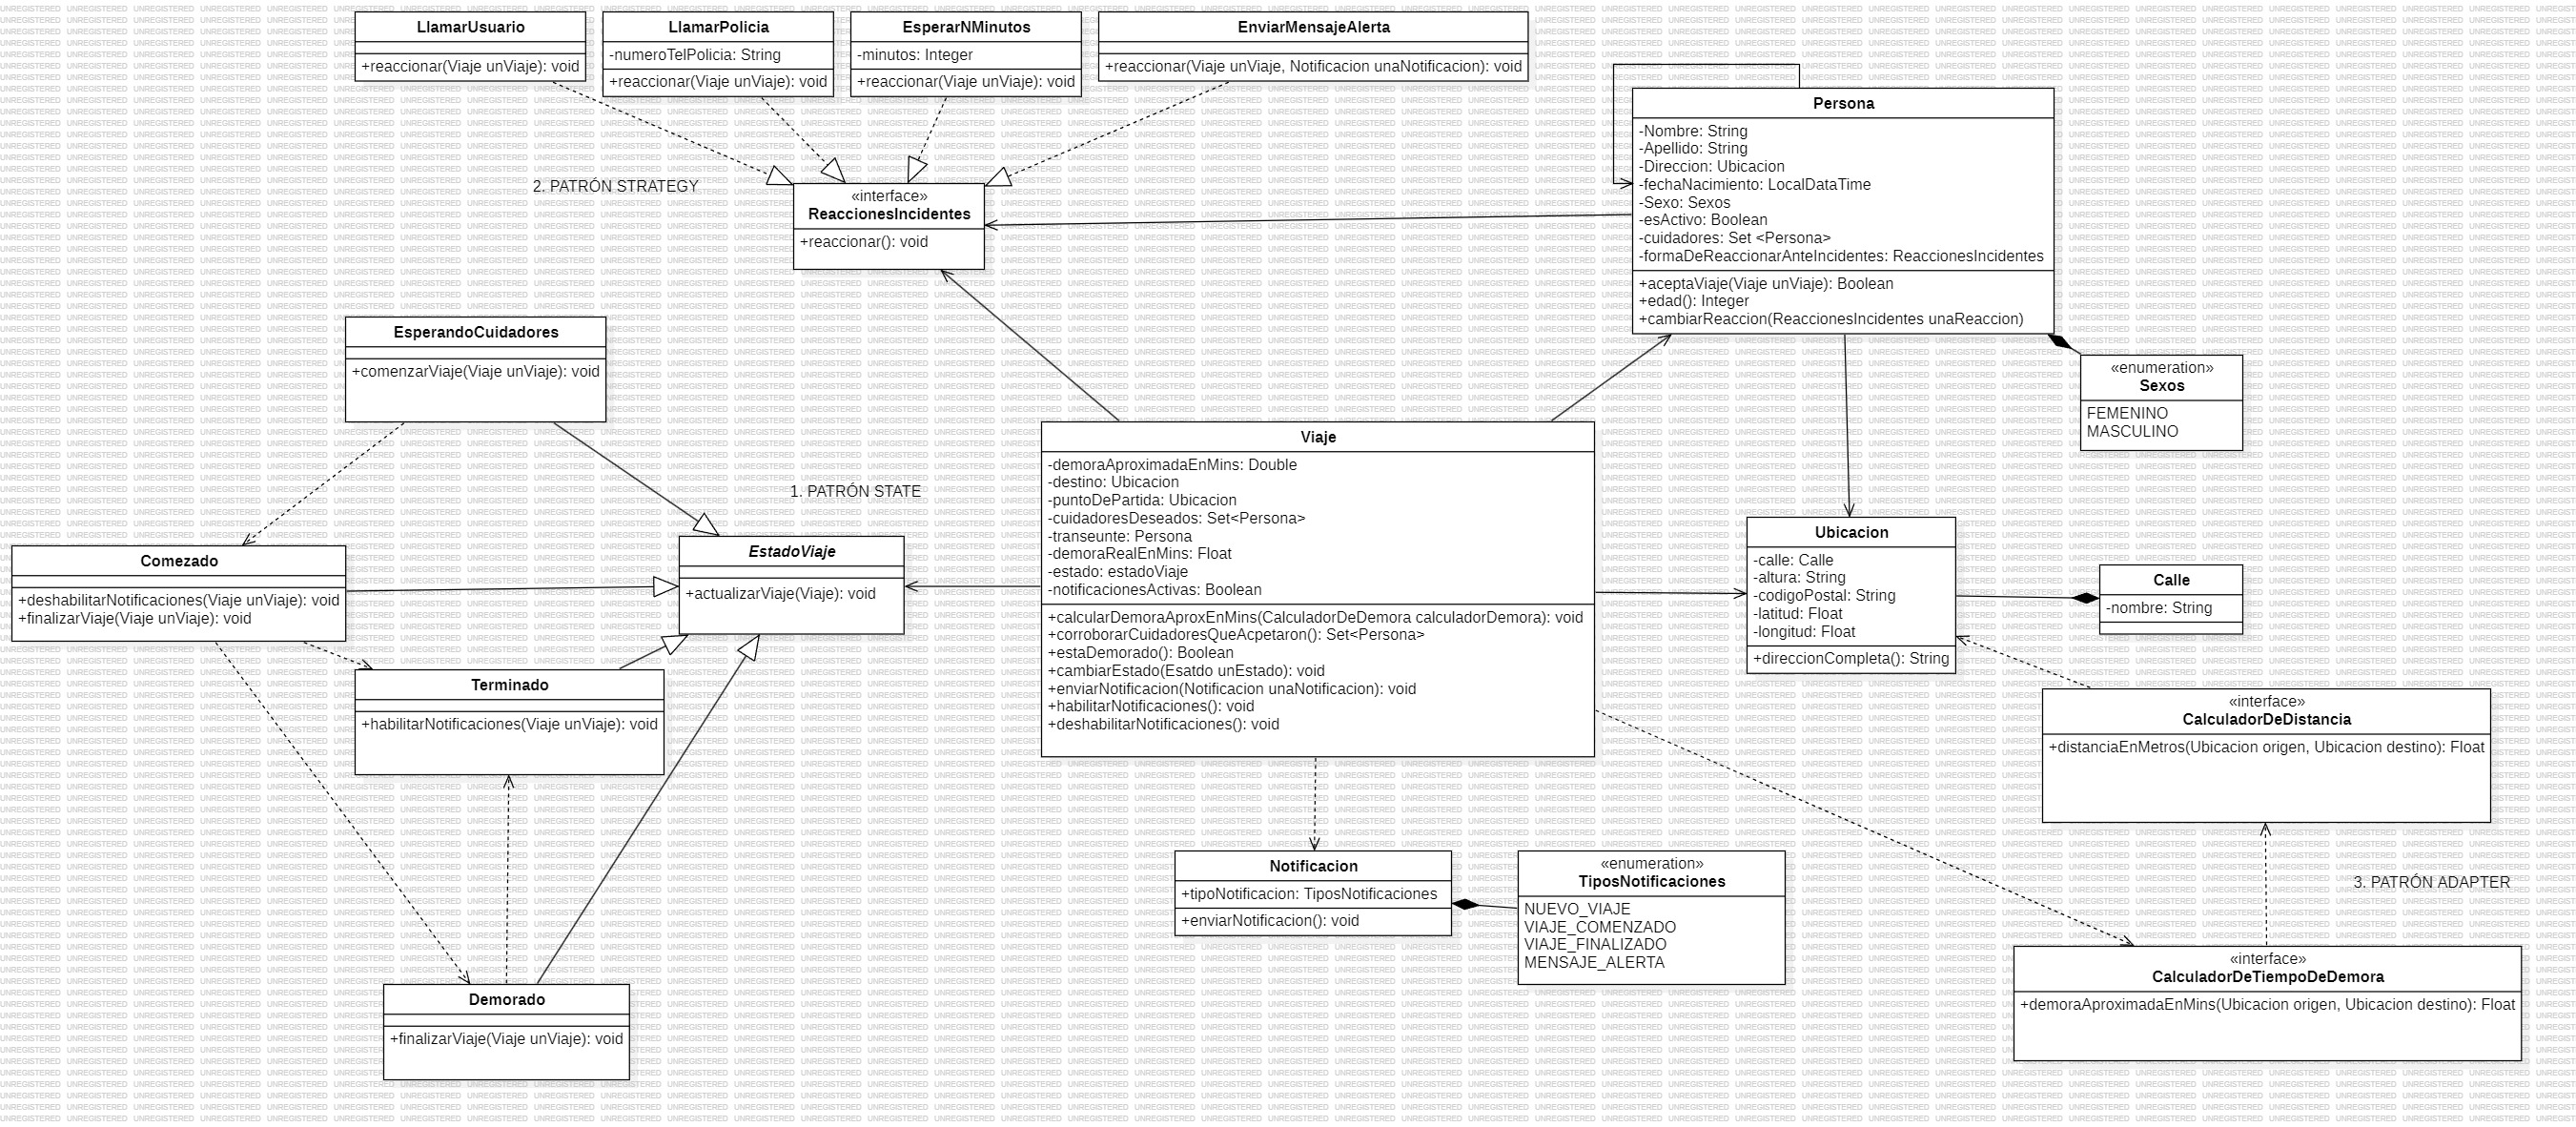 LlamarUsuario
+reaccionar(Viaje unViaje): void
LlamarPolicia
-numeroTelPolicia: String
+reaccionar(Viaje unViaje): void
EsperarNMinutos
-minutos: Integer
+reaccionar(Viaje unViaje): void
EnviarMensajeAlerta
+reaccionar(Viaje unViaje, Notificacion unaNotificacion): void
2. PATRÓN STRATEGY
«interface»
ReaccionesIncidentes
+reaccionar(): void
Persona
-Nombre: String
-Apellido: String
-Direccion: Ubicacion
-fechaNacimiento: LocalDataTime
-Sexo: Sexos
-esActivo: Boolean
-cuidadores: Set <Persona>
-formaDeReaccionarAnteIncidentes: ReaccionesIncidentes
+aceptaViaje(Viaje unViaje): Boolean
+edad(): Integer
+cambiarReaccion(ReaccionesIncidentes unaReaccion)
«enumeration»
Sexos
FEMENINO
MASCULINO
EsperandoCuidadores
+comenzarViaje(Viaje unViaje): void
1. PATRÓN STATE
Comezado
+deshabilitarNotificaciones(Viaje unViaje): void
+finalizarViaje(Viaje unViaje): void
EstadoViaje
+actualizarViaje(Viaje): void
Terminado
+habilitarNotificaciones(Viaje unViaje): void
Demorado
+finalizarViaje(Viaje unViaje): void
Viaje
-demoraAproximadaEnMins: Double
-destino: Ubicacion
-puntoDePartida: Ubicacion
-cuidadoresDeseados: Set<Persona>
-transeunte: Persona
-demoraRealEnMins: Float
-estado: estadoViaje
-notificacionesActivas: Boolean
+calcularDemoraAproxEnMins(CalculadorDeDemora calculadorDemora): void
+corroborarCuidadoresQueAcpetaron(): Set<Persona>
+estaDemorado(): Boolean
+cambiarEstado(Esatdo unEstado): void
+enviarNotificacion(Notificacion unaNotificacion): void
+habilitarNotificaciones(): void
+deshabilitarNotificaciones(): void
Ubicacion
-calle: Calle
-altura: String
-codigoPostal: String
-latitud: Float
-longitud: Float
+direccionCompleta(): String
Calle
-nombre: String
«interface»
CalculadorDeDistancia
+distanciaEnMetros(Ubicacion origen, Ubicacion destino): Float
3. PATRÓN ADAPTER
«interface»
CalculadorDeTiempoDeDemora
+demoraAproximadaEnMins(Ubicacion origen, Ubicacion destino): Float
Notificacion
+tipoNotificacion: TiposNotificaciones
+enviarNotificacion(): void
«enumeration»
TiposNotificaciones
NUEVO_VIAJE
VIAJE_COMENZADO
VIAJE_FINALIZADO
MENSAJE_ALERTA
UNREGISTERED